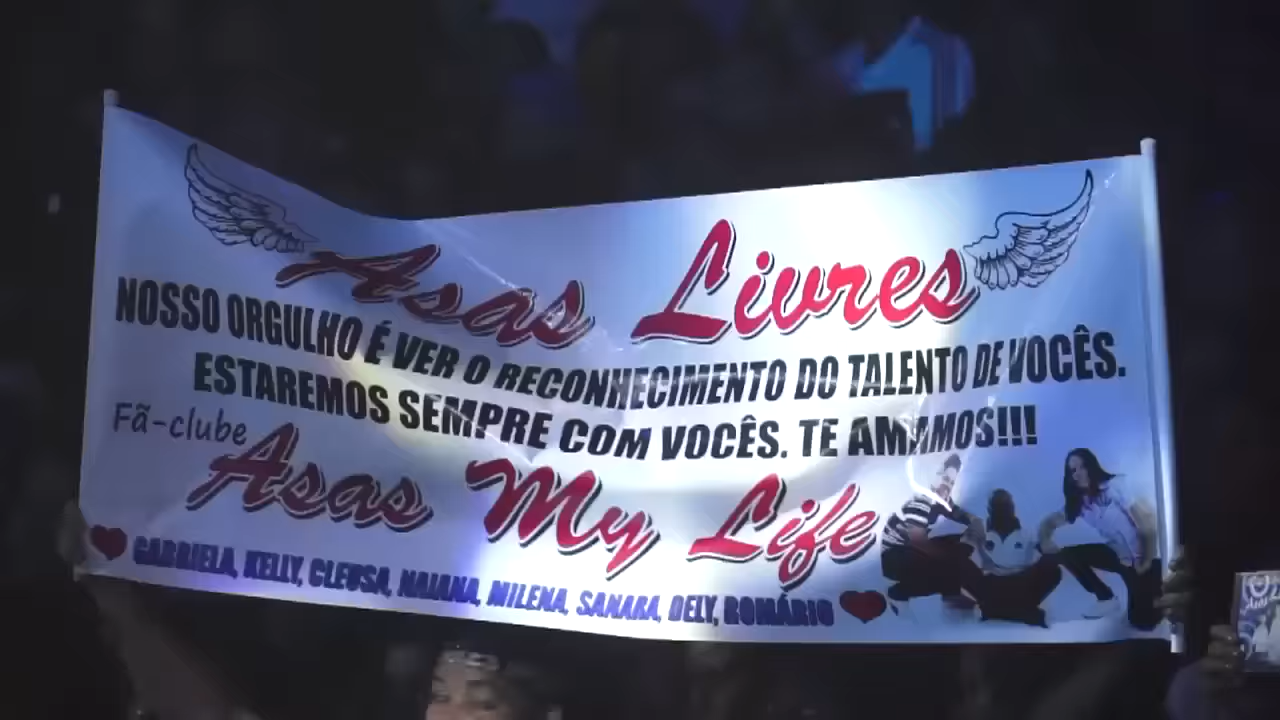 Asas Livres
NOSSO ORGULHO É VER O RECONHECIMENTO DO TALENTO DE VOCÊS.
ESTAREMOS SEMPRE COM VOCÊS. TE AMAMOS!!!
Fã-clube
Asas My Life
GABRIELA, KELLY, CLEUSA, NAIANA, MILENA, SANARA, DELY, ROMÁRIO